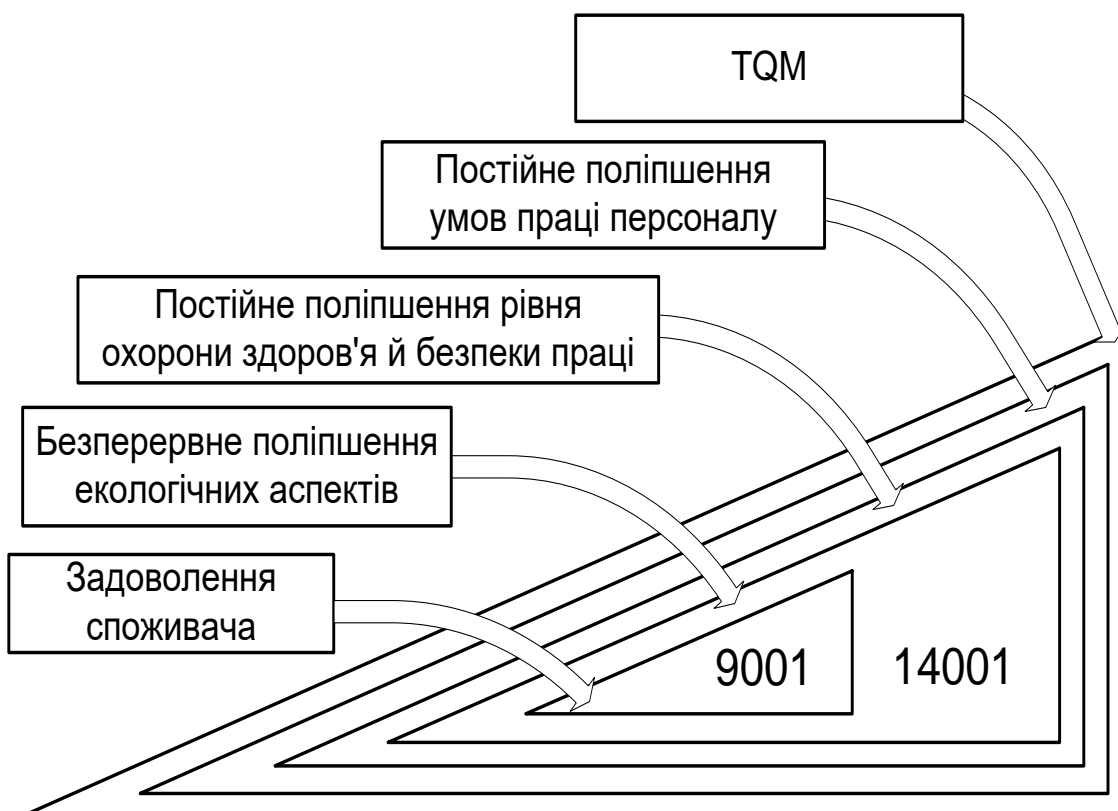 TQM
Постійне поліпшення
умов праці персоналу
Постійне поліпшення рівня
охорони здоров'я й безпеки праці
Безперервне поліпшення
екологічних аспектів
Задоволення
споживача
9001
14001